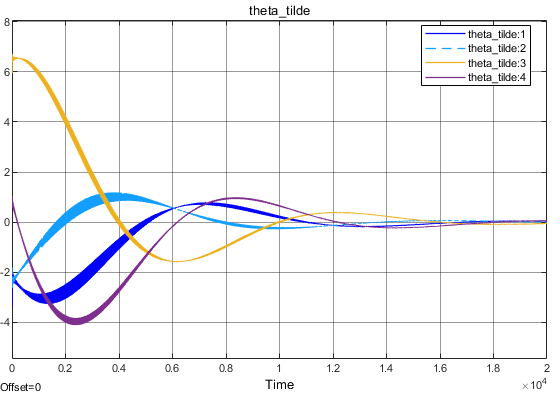 theta_tilde
8
6
4
2
0
-2
-4
theta_tilde:1
theta_tilde:2
theta_tilde:3
theta_tilde:4
0 0.2 0.4 0.6 0.8 1 1.2 1.4 1.6 1.8 2
×10⁴
Time
Offset=0